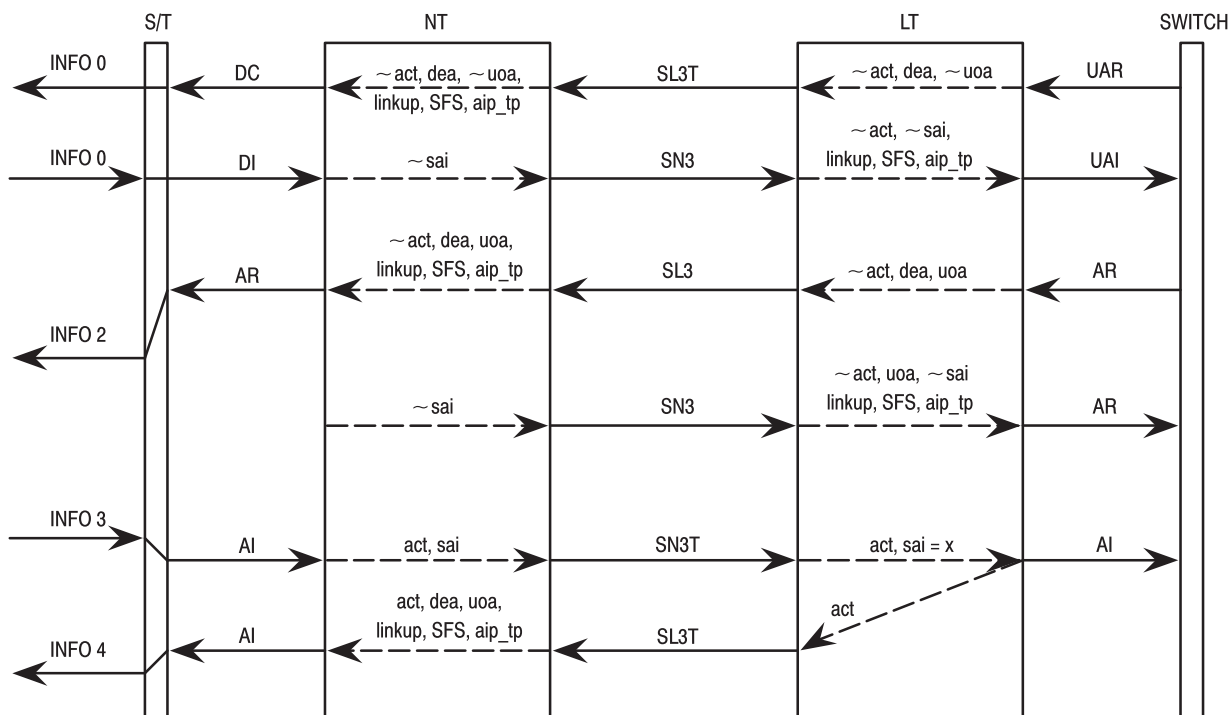 S/T NT LT SWITCH
INFO 0 DC ~act, dea, ~uoa, SL3T ~act, dea, ~uoa UAR
linkup, SFS, aip_tp
~act, ~sai,
INFO 0 DI ~sai SN3 linkup, SFS, aip_tp UAI
~act, dea, uoa,
AR linkup, SFS, aip_tp SL3 ~act, dea, uoa AR
INFO 2
~act, uoa, ~sai
~sai SN3 linkup, SFS, aip_tp AR
INFO 3
AI act, sai SN3T act, sai = x AI
act, dea, uoa, act
AI linkup, SFS, aip_tp SL3T
INFO 4